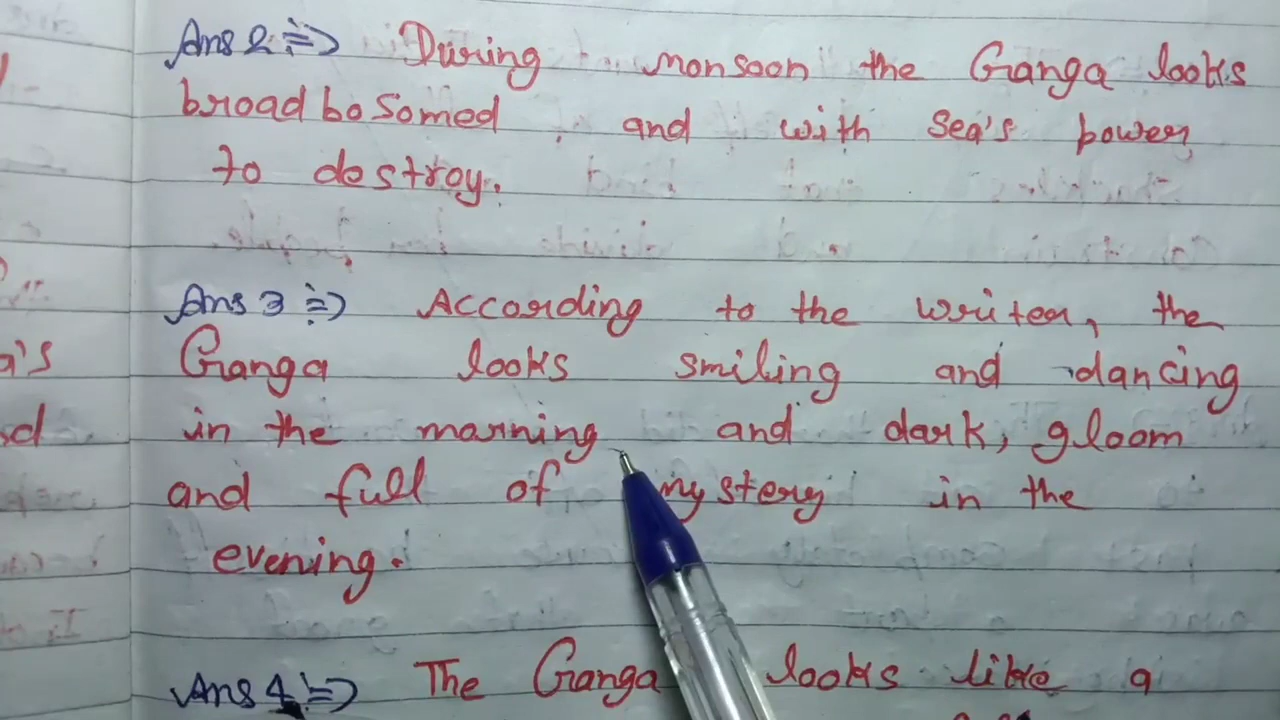 Ans 2 ⇒ During monsoon the Ganga looks
broad bosomed and with sea's power
to destroy.
Ans 3 ⇒ According to the writer, the
Ganga looks smiling and dancing
in the morning and dark, gloom
and full of mystery in the
evening.
Ans 4 ⇒ The Ganga looks like a